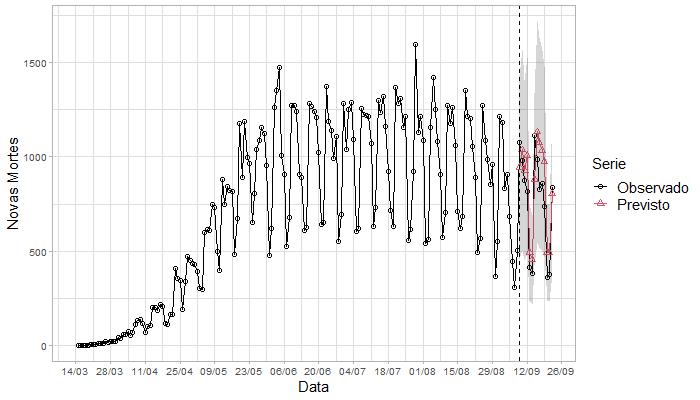 Novas Mortes
1500
1000
500
0
14/03 28/03 11/04 25/04 09/05 23/05 06/06 20/06 04/07 18/07 01/08 15/08 29/08 12/09 26/09
Data
Serie
Observado
Previsto